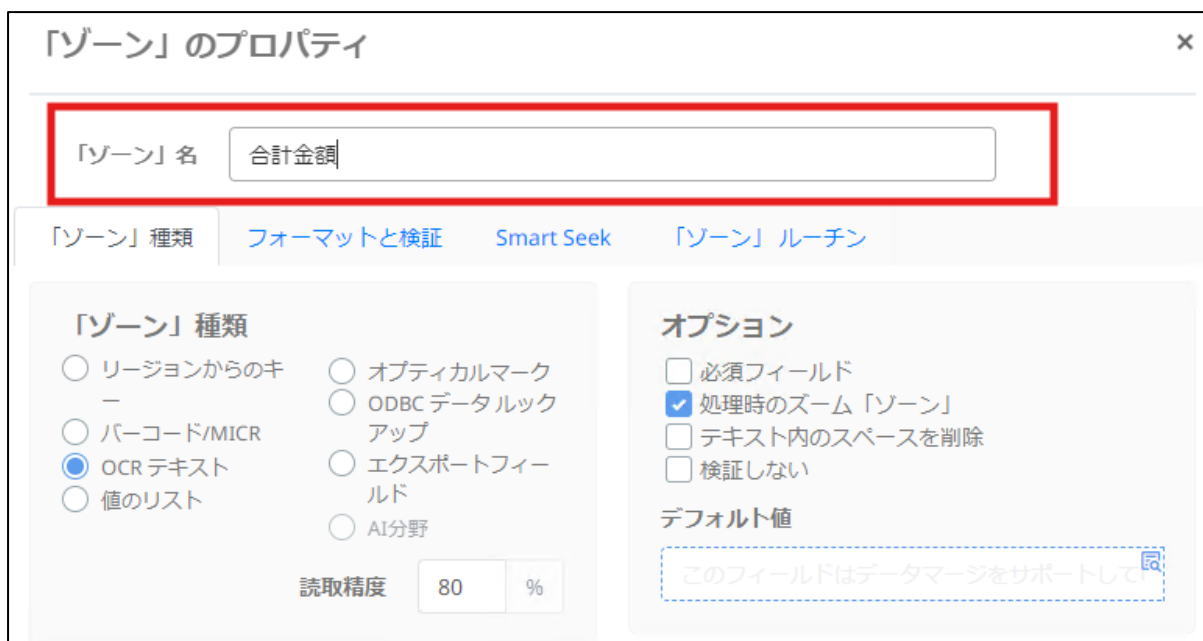 「ゾーン」のプロパティ
×
「ゾーン」名 合計金額
「ゾーン」種類 フォーマットと検証 Smart Seek 「ゾーン」 ルーチン
「ゾーン」種類
リージョンからのキ
ー
バーコード/MICR
OCR テキスト
値のリスト
オプティカルマーク
ODBC データ ルック
アップ
エクスポートフィー
ルド
AI分野
読取精度 80 %
オプション
必須フィールド
処理時のズーム「ゾーン」
テキスト内のスペースを削除
検証しない
デフォルト値
このフィールドはデータマージをサポートして